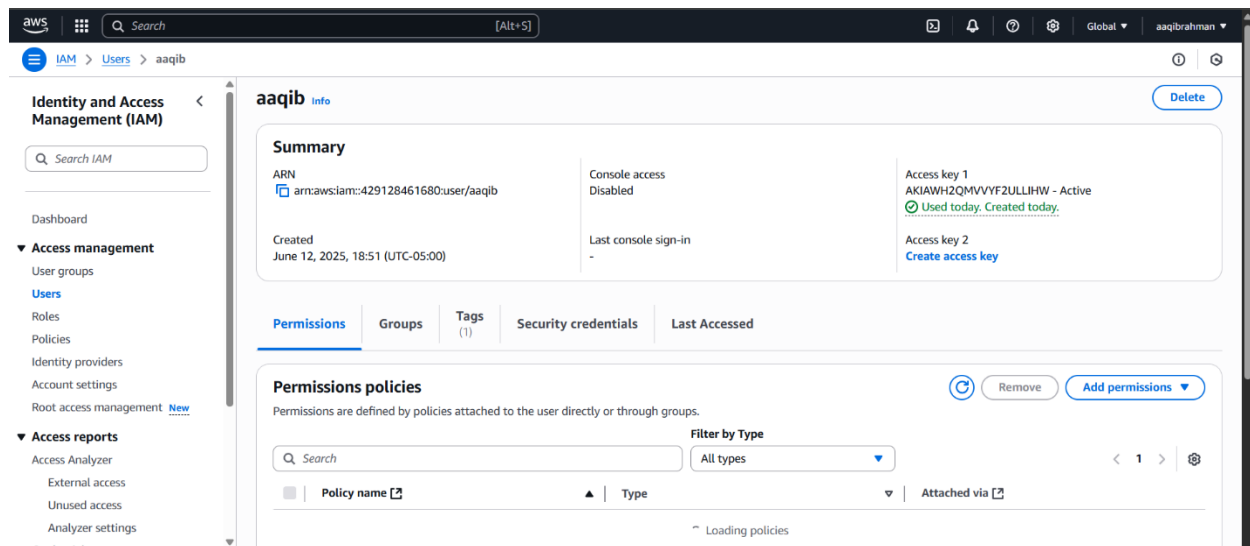 aws
Search [Alt+S]
Global ▼ aaqibrahman ▼
IAM > Users > aaqib
Identity and Access Management (IAM)
Search IAM
Dashboard
Access management
User groups
Users
Roles
Policies
Identity providers
Account settings
Root access management New
Access reports
Access Analyzer
External access
Unused access
Analyzer settings
aaqib Info
Delete
Summary
ARN
arn:aws:iam::429128461680:user/aaqib
Created
June 12, 2025, 18:51 (UTC-05:00)
Console access
Disabled
Last console sign-in
-
Access key 1
AKIAWH2QMVVYF2ULLIHW - Active
Used today. Created today.
Access key 2
Create access key
Permissions Groups Tags (1) Security credentials Last Accessed
Permissions policies
Remove Add permissions ▼
Permissions are defined by policies attached to the user directly or through groups.
Filter by Type
Search All types
< 1 >
Policy name Type Attached via
Loading policies